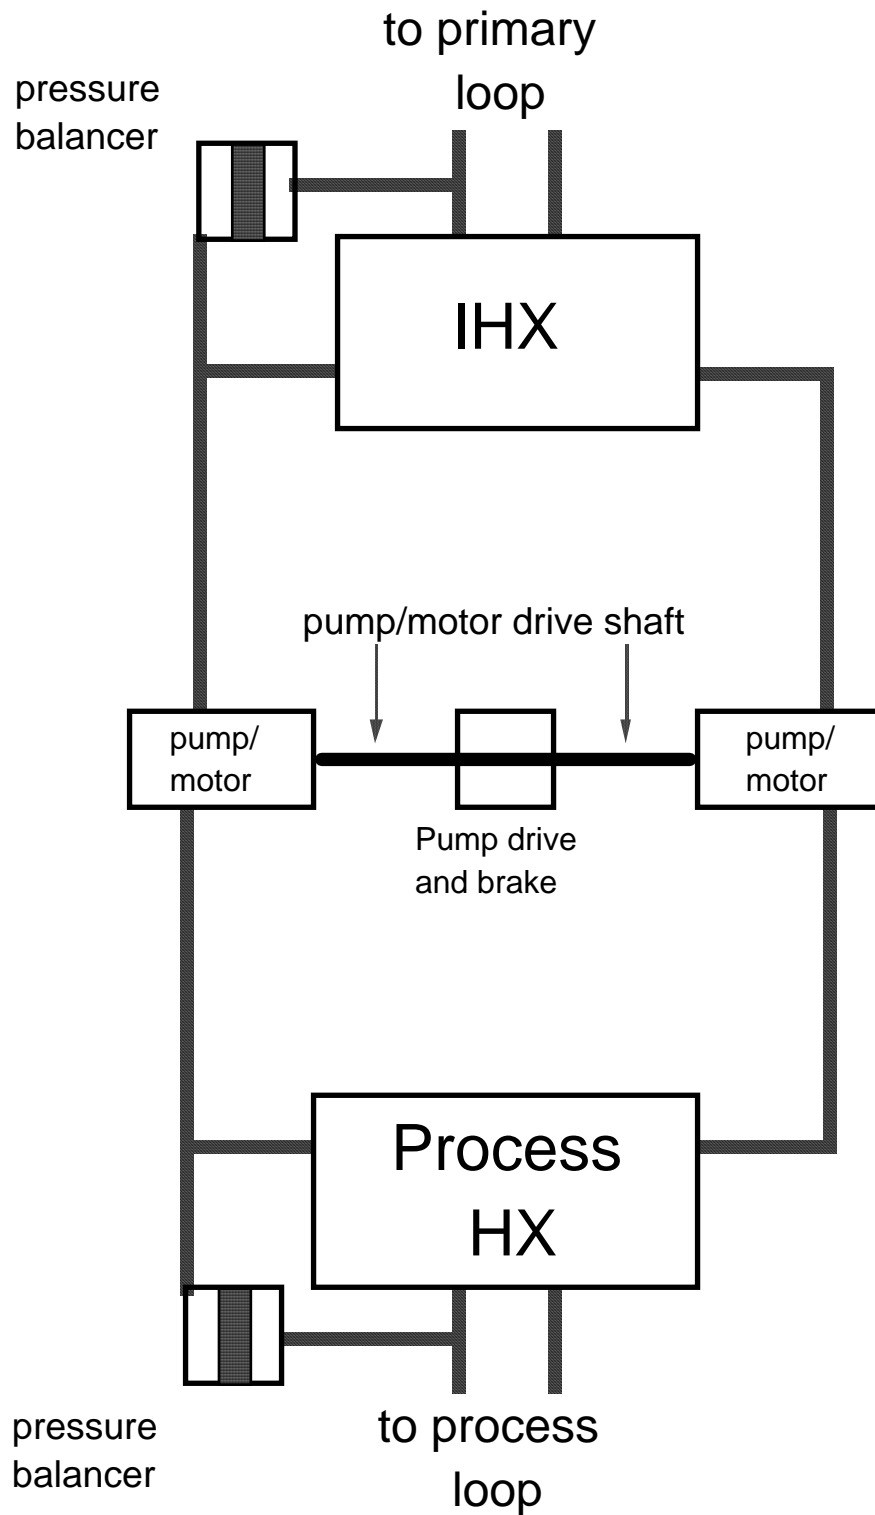 to primary
loop
pressure
balancer
IHX
pump/motor drive shaft
pump/
motor
pump/
motor
Pump drive
and brake
Process
HX
pressure
balancer
to process
loop